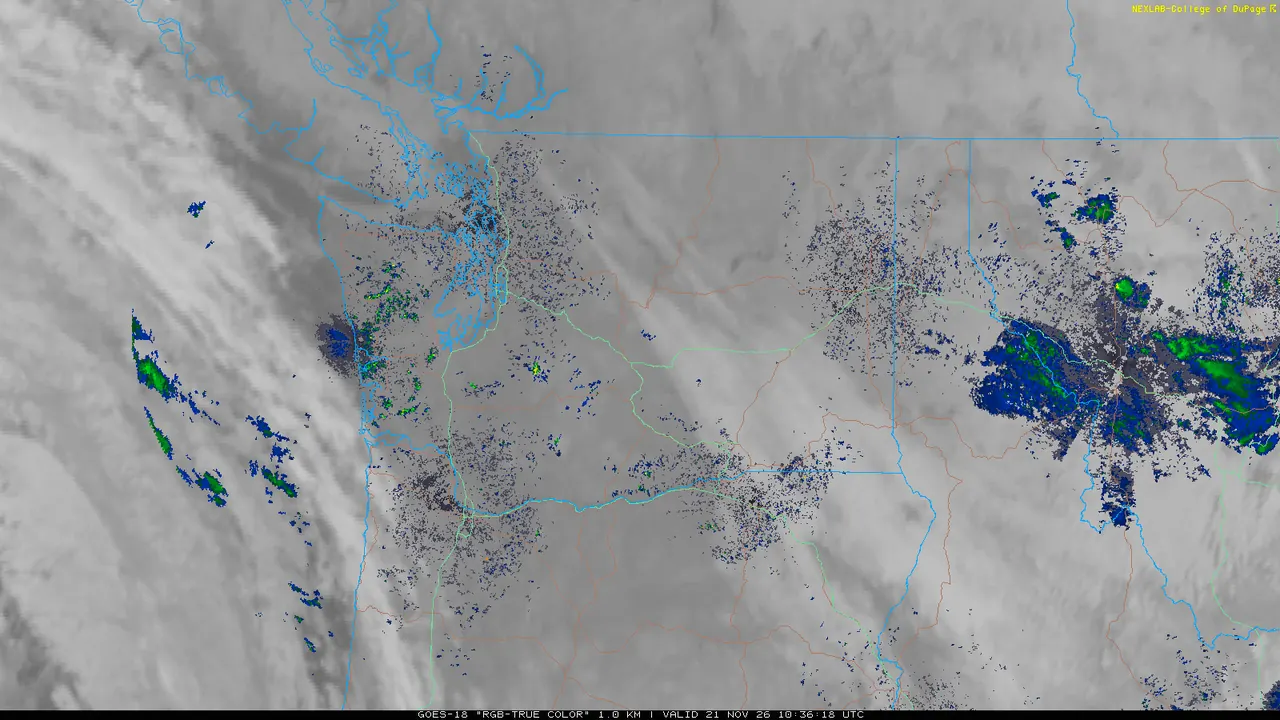 NEXLAB-College of DuPage
GOES-18 "RGB-TRUE COLOR" 1.0 KM | VALID 21 NOV 26 10:36:18 UTC